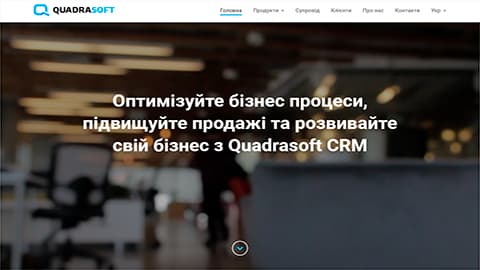 QUADRASOFT
Головна Продукти Супровід Клієнти Про нас Контакти Укр
Оптимізуйте бізнес процеси,
підвищуйте продажі та розвивайте
свій бізнес з Quadrasoft CRM